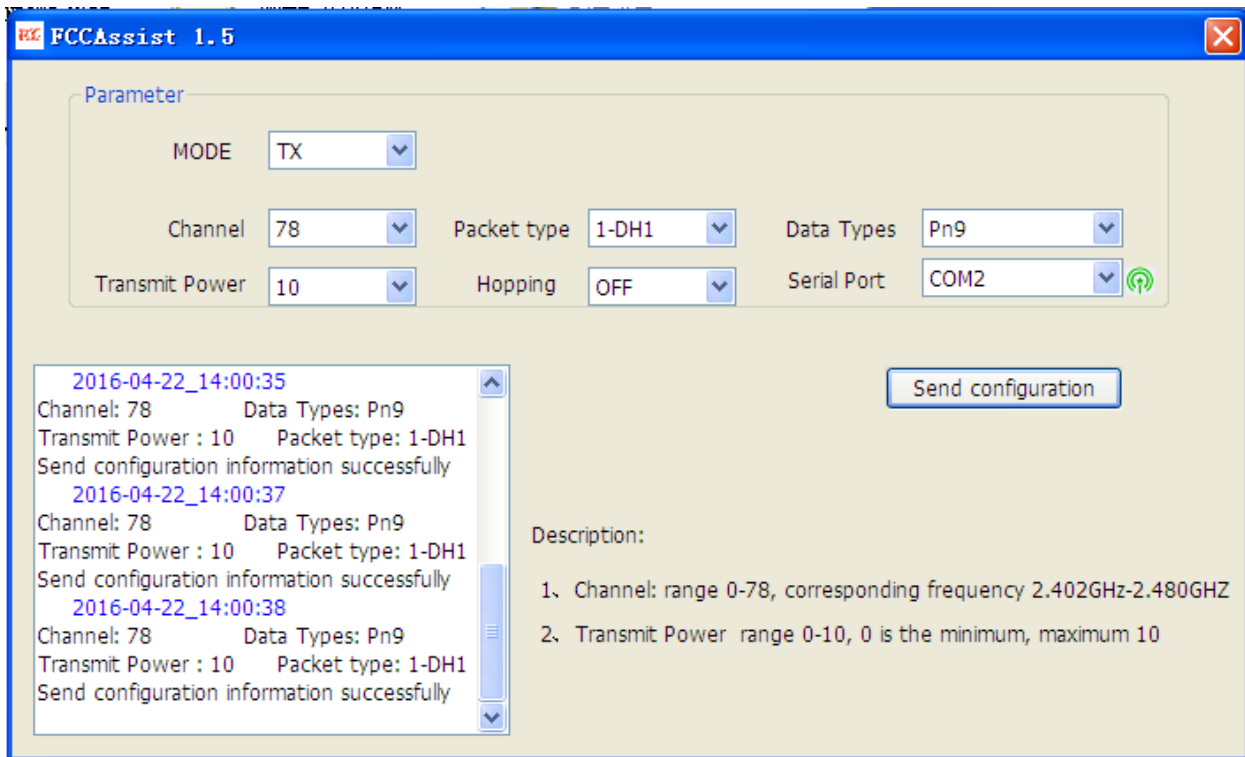 FCCAssist 1.5
Parameter
MODE TX
Channel 78 Packet type 1-DH1 Data Types Pn9
Transmit Power 10 Hopping OFF Serial Port COM2
2016-04-22_14:00:35
Channel: 78 Data Types: Pn9
Transmit Power : 10 Packet type: 1-DH1
Send configuration information successfully
2016-04-22_14:00:37
Channel: 78 Data Types: Pn9
Transmit Power : 10 Packet type: 1-DH1
Send configuration information successfully
2016-04-22_14:00:38
Channel: 78 Data Types: Pn9
Transmit Power : 10 Packet type: 1-DH1
Send configuration information successfully
Send configuration
Description:
1、Channel: range 0-78, corresponding frequency 2.402GHz-2.480GHZ
2、Transmit Power range 0-10, 0 is the minimum, maximum 10